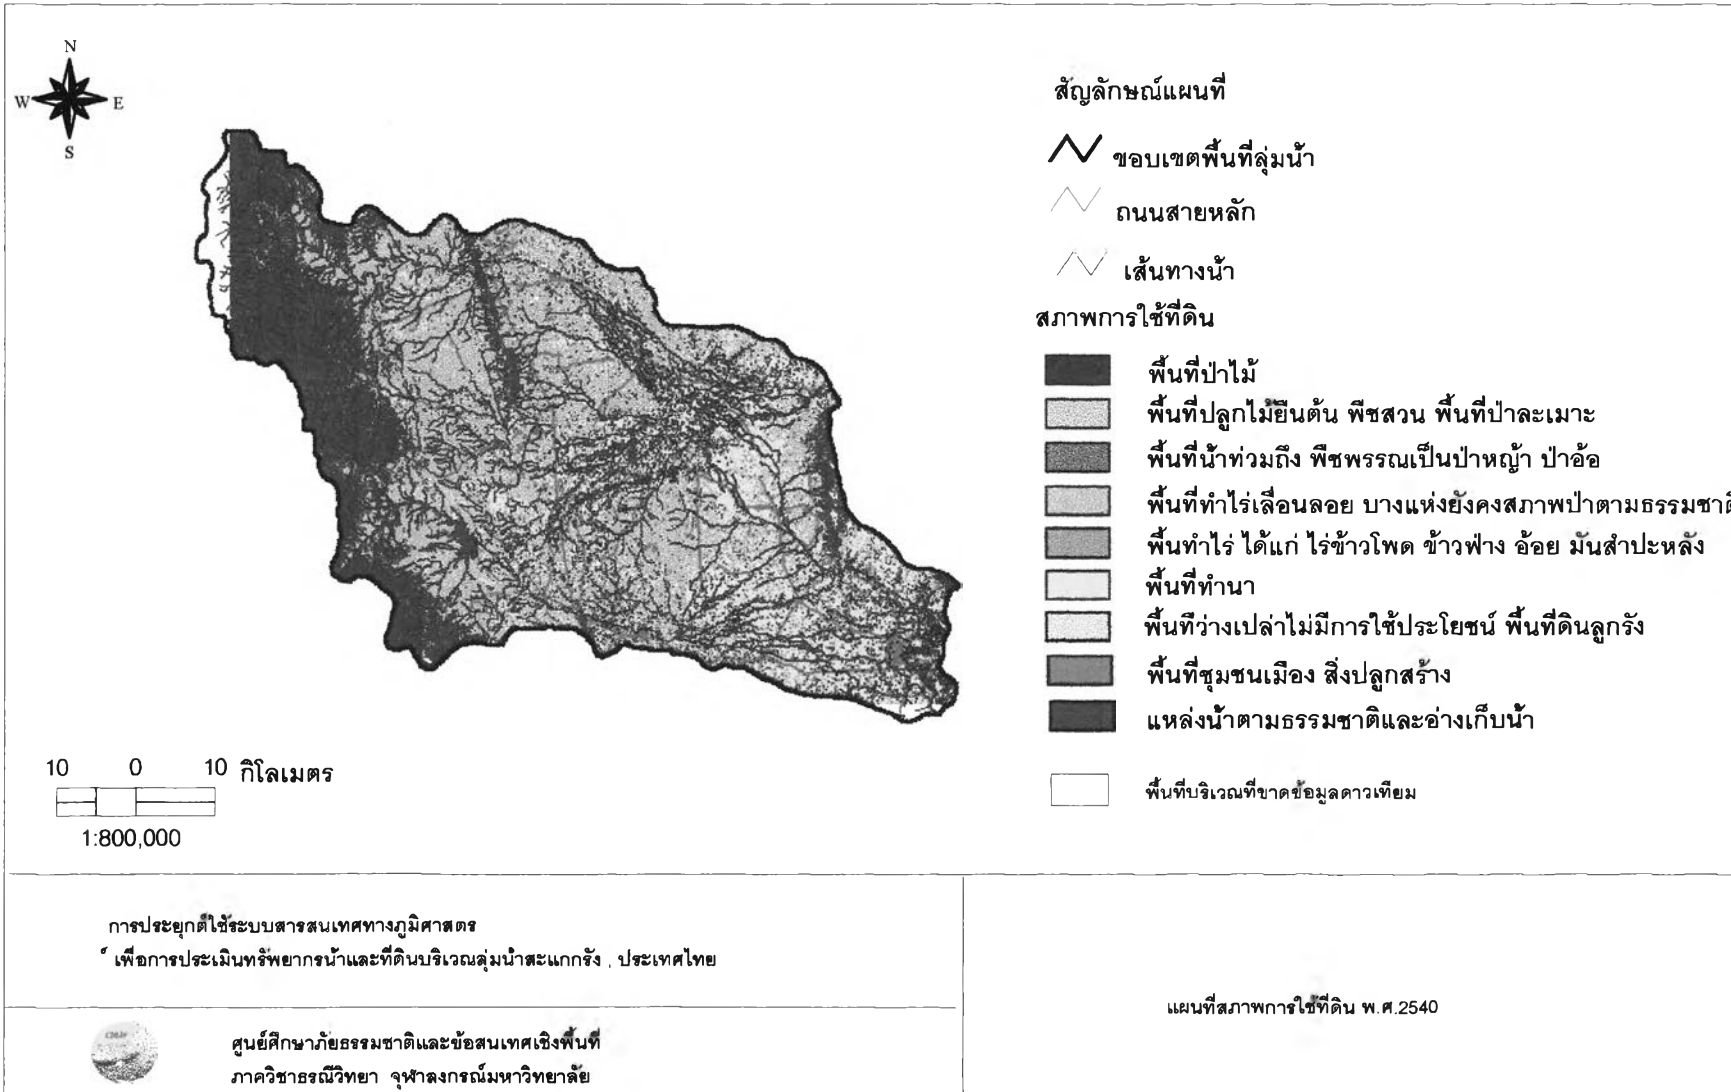 N
W E
S
สัญลักษณ์แผนที่
ขอบเขตพื้นที่ลุ่มน้ำ
ถนนสายหลัก
เส้นทางน้ำ
สภาพการใช้ที่ดิน
พื้นที่ป่าไม้
พื้นที่ปลูกไม้ยืนต้น พืชสวน พื้นที่ป่าละเมาะ
พื้นที่น้ำท่วมถึง พืชพรรณเป็นป่าหญ้า ป่าอ้อ
พื้นที่ทำไร่เลื่อนลอย บางแห่งยังคงสภาพป่าตามธรรมชาติ
พื้นทำไร่ ได้แก่ ไร่ข้าวโพด ข้าวฟ่าง อ้อย มันสำปะหลัง
พื้นที่ทำนา
พื้นที่ว่างเปล่าไม่มีการใช้ประโยชน์ พื้นที่ดินลูกรัง
พื้นที่ชุมชนเมือง สิ่งปลูกสร้าง
แหล่งน้ำตามธรรมชาติและอ่างเก็บน้ำ
พื้นที่บริเวณที่ขาดข้อมูลดาวเทียม
10 0 10 กิโลเมตร
1:800,000
การประยุกต์ใช้ระบบสารสนเทศทางภูมิศาสตร
์ เพื่อการประเมินทรัพยากรน้ำและที่ดินบริเวณลุ่มน้ำสะแกกรัง , ประเทศไทย
แผนที่สภาพการใช้ที่ดิน พ.ศ.2540
ศูนย์ศึกษาภัยธรรมชาติและข้อสนเทศเชิงพื้นที่
ภาควิชาธรณีวิทยา จุฬาลงกรณ์มหาวิทยาลัย